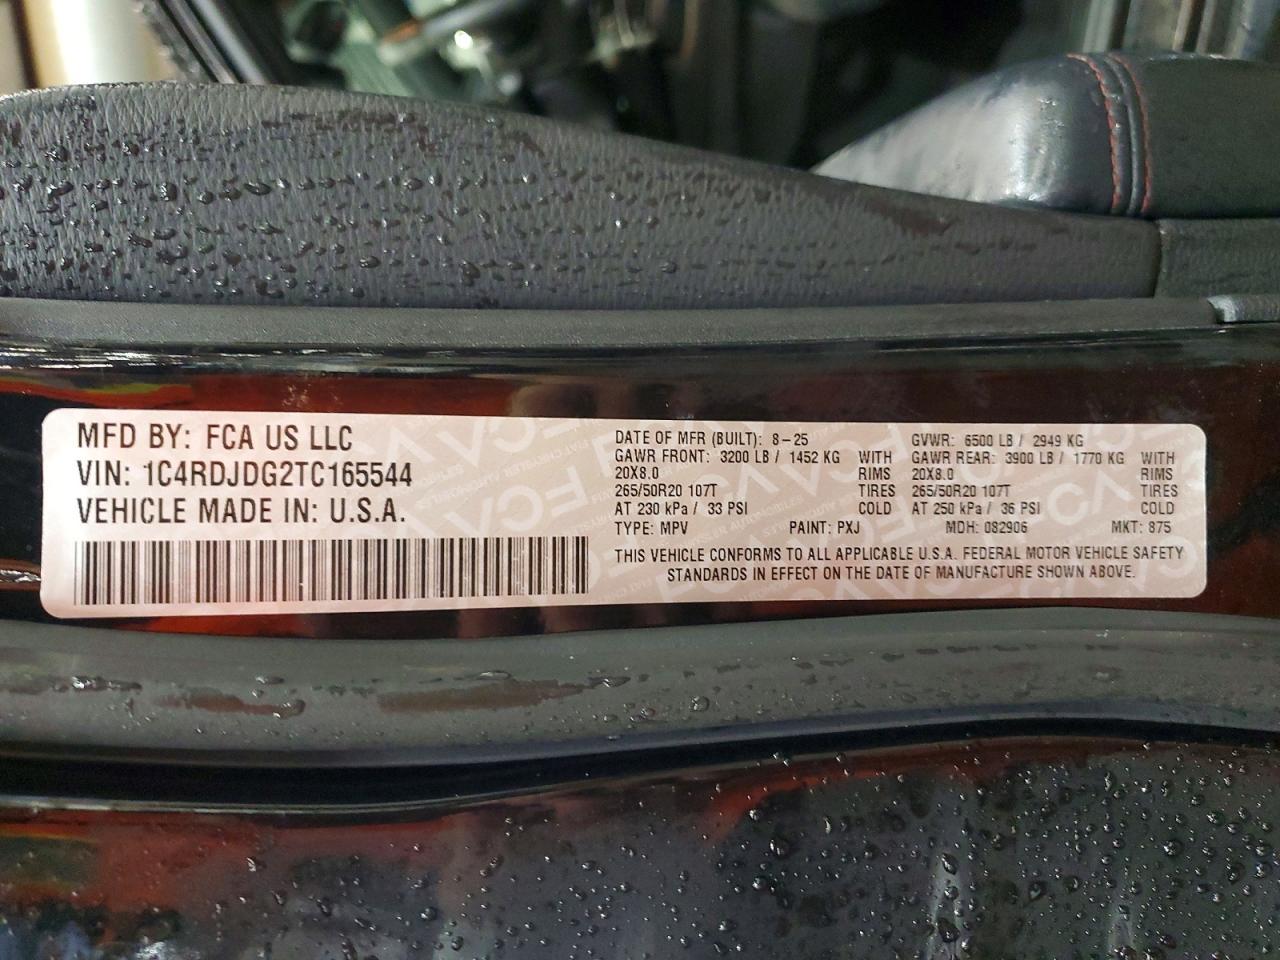 MFD BY: FCA US LLC
VIN: 1C4RDJDG2TC165544
VEHICLE MADE IN: U.S.A.
DATE OF MFR (BUILT): 8-25 GVWR: 6500 LB / 2949 KG
GAWR FRONT: 3200 LB / 1452 KG WITH GAWR REAR: 3900 LB / 1770 KG WITH
20X8.0 RIMS 20X8.0 RIMS
265/50R20 107T TIRES 265/50R20 107T TIRES
AT 230 kPa / 33 PSI COLD AT 250 kPa / 36 PSI COLD
TYPE: MPV PAINT: PXJ MDH: 082906 MKT: 875
THIS VEHICLE CONFORMS TO ALL APPLICABLE U.S.A. FEDERAL MOTOR VEHICLE SAFETY
STANDARDS IN EFFECT ON THE DATE OF MANUFACTURE SHOWN ABOVE.